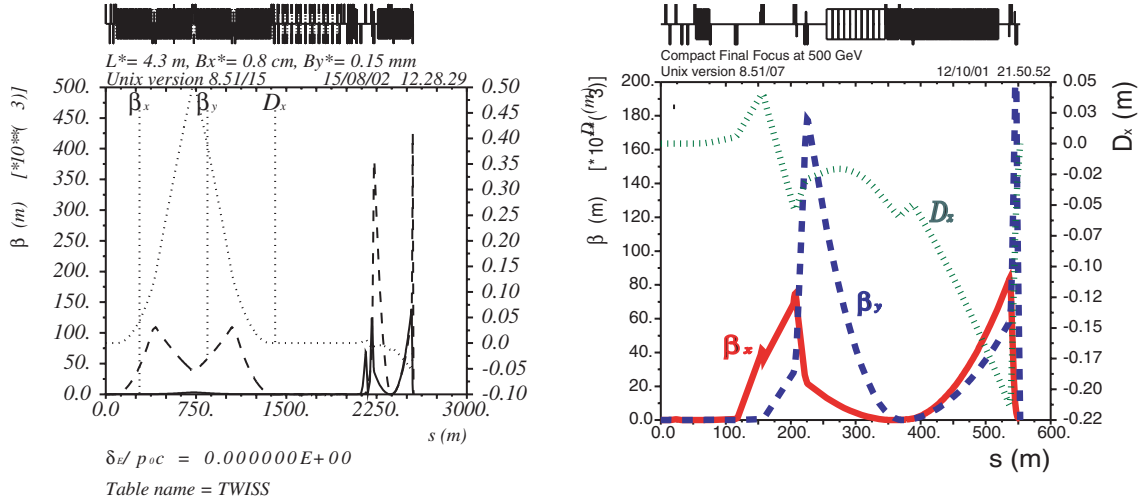 L*= 4.3 m, Bx*= 0.8 cm, By*= 0.15 mm
Unix version 8.51/15 15/08/02 12.28.29
β x β y D x
500.
450.
400.
350.
300.
250.
200.
150.
100.
50.
0.0
β (m) [*10**( 3)]
0.50
0.45
0.40
0.35
0.30
0.25
0.20
0.15
0.10
0.05
0.0
-0.05
-0.10
0.0 750. 1500. 2250. 3000.
s (m)
δE/ p0c = 0.000000E+00
Table name = TWISS
Compact Final Focus at 500 GeV
Unix version 8.51/07 12/10/01 21.50.52
200.
180.
160.
140.
120.
100.
80.
60.
40.
20.
0.0
β (m)
0.05
0.04
0.0
-0.02
-0.02
-0.05
-0.07
-0.10
-0.12
-0.15
-0.17
-0.20
-0.22
Dx (m)
Dx
βy
βx
0.0 100. 200. 300. 400. 500. 600.
s (m)